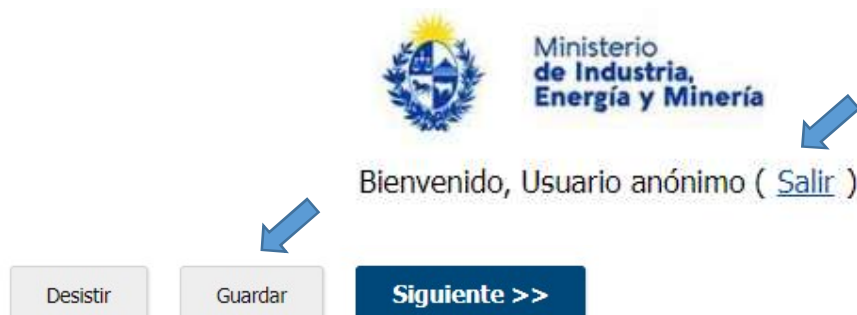 Ministerio
de Industria,
Energía y Minería
Bienvenido, Usuario anónimo ( Salir )
Desistir Guardar Siguiente >>